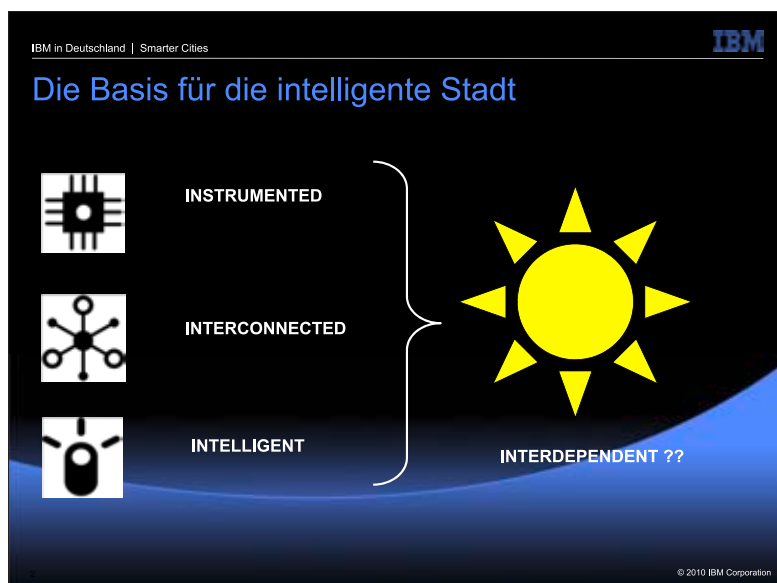 IBM in Deutschland | Smarter Cities
IBM
Die Basis für die intelligente Stadt
INSTRUMENTED
INTERCONNECTED
INTELLIGENT
INTERDEPENDENT ??
© 2010 IBM Corporation